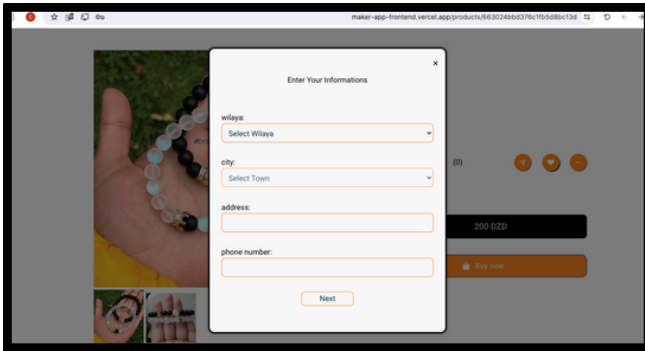 maker-app-frontend.vercel.app/products/663024bbd376c1fb5d8bc13d
×
Enter Your Informations
wilaya:
Select Wilaya
city:
Select Town
(0)
address:
200 DZD
phone number:
Buy now
Next